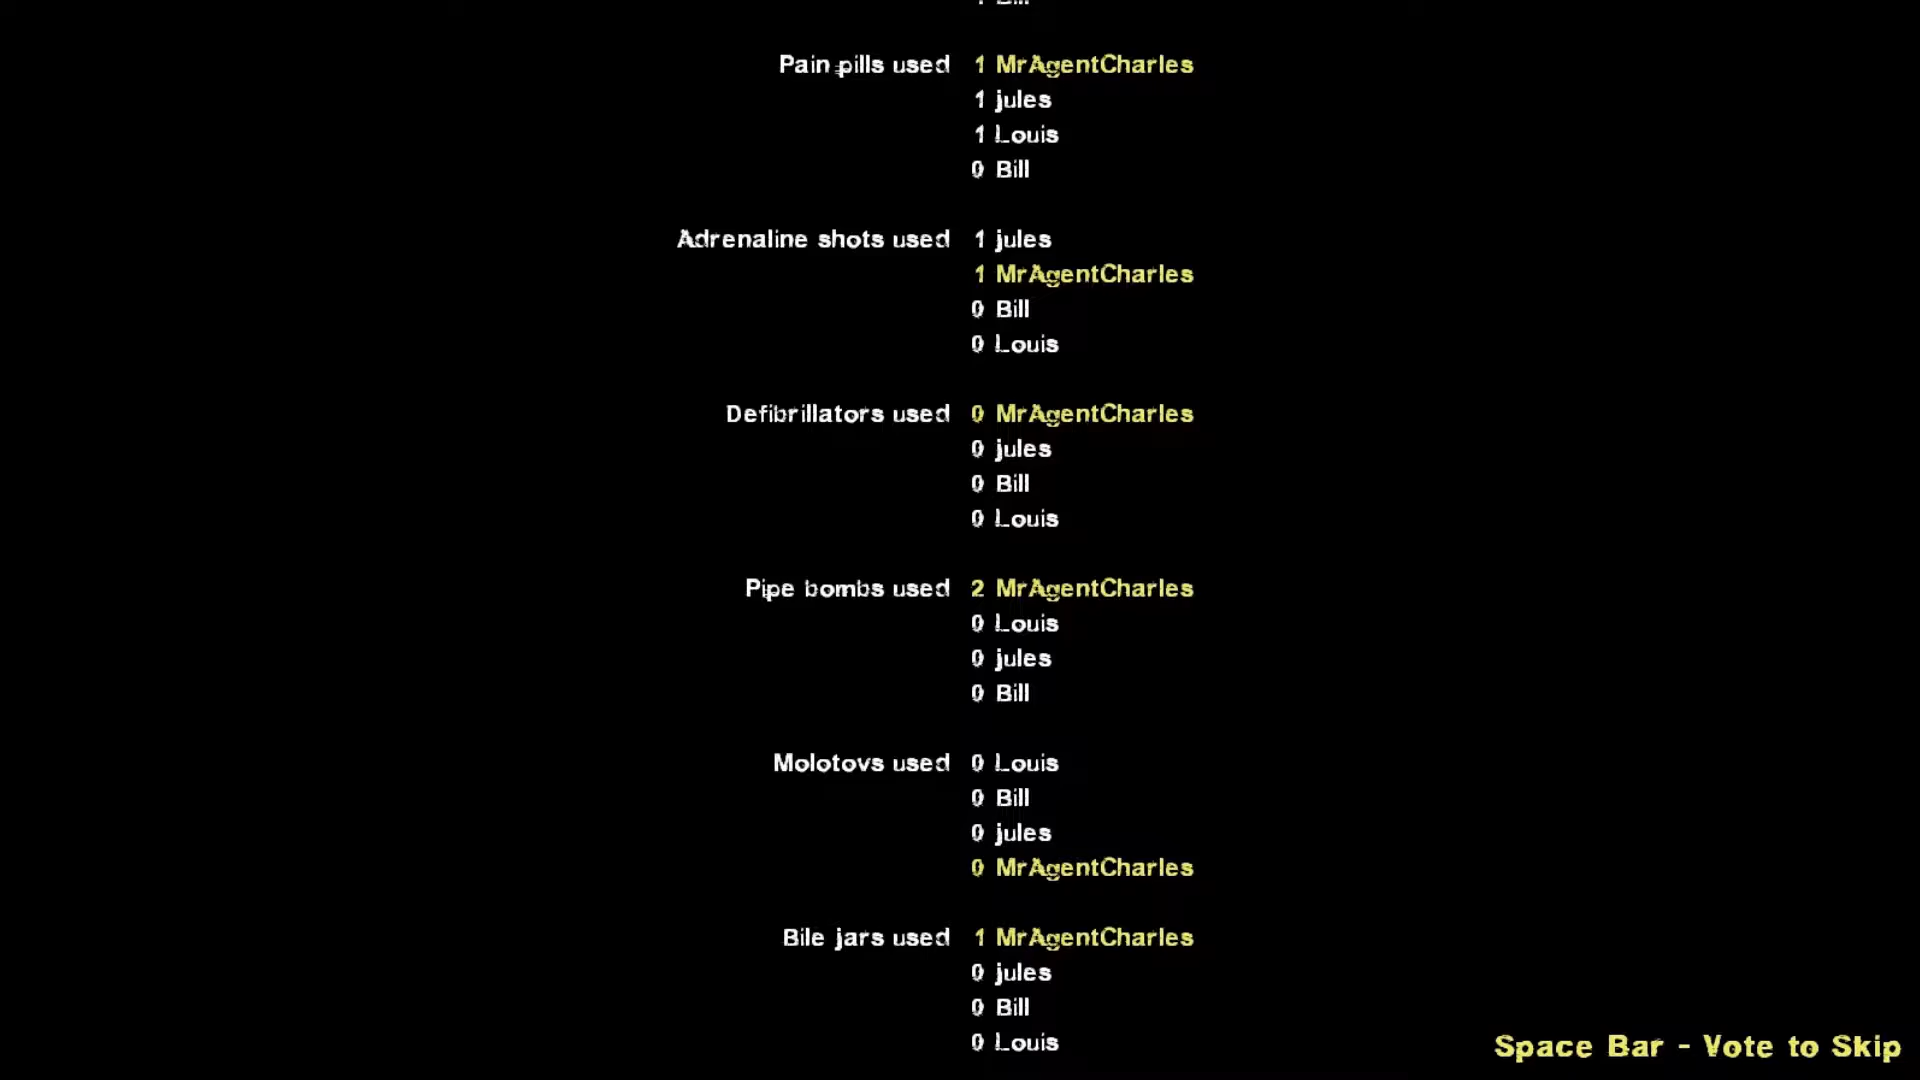 1 Bill
Pain pills used 1 MrAgentCharles
1 jules
1 Louis
0 Bill
Adrenaline shots used 1 jules
1 MrAgentCharles
0 Bill
0 Louis
Defibrillators used 0 MrAgentCharles
0 jules
0 Bill
0 Louis
Pipe bombs used 2 MrAgentCharles
0 Louis
0 jules
0 Bill
Molotovs used 0 Louis
0 Bill
0 jules
0 MrAgentCharles
Bile jars used 1 MrAgentCharles
0 jules
0 Bill
0 Louis
Space Bar - Vote to Skip